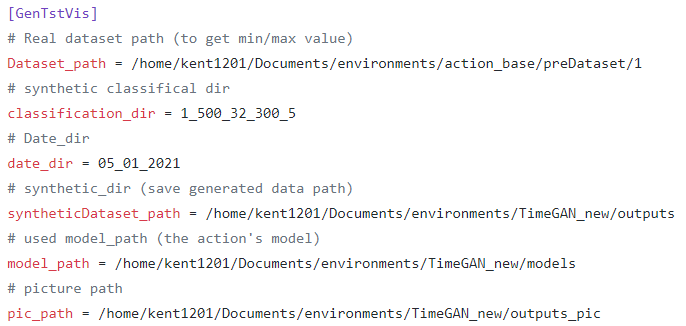 [GenTstVis]
# Real dataset path (to get min/max value)
Dataset_path = /home/kent1201/Documents/environments/action_base/preDataset/1
# synthetic classifical dir
classification_dir = 1_500_32_300_5
# Date_dir
date_dir = 05_01_2021
# synthetic_dir (save generated data path)
syntheticDataset_path = /home/kent1201/Documents/environments/TimeGAN_new/outputs
# used model_path (the action's model)
model_path = /home/kent1201/Documents/environments/TimeGAN_new/models
# picture path
pic_path = /home/kent1201/Documents/environments/TimeGAN_new/outputs_pic